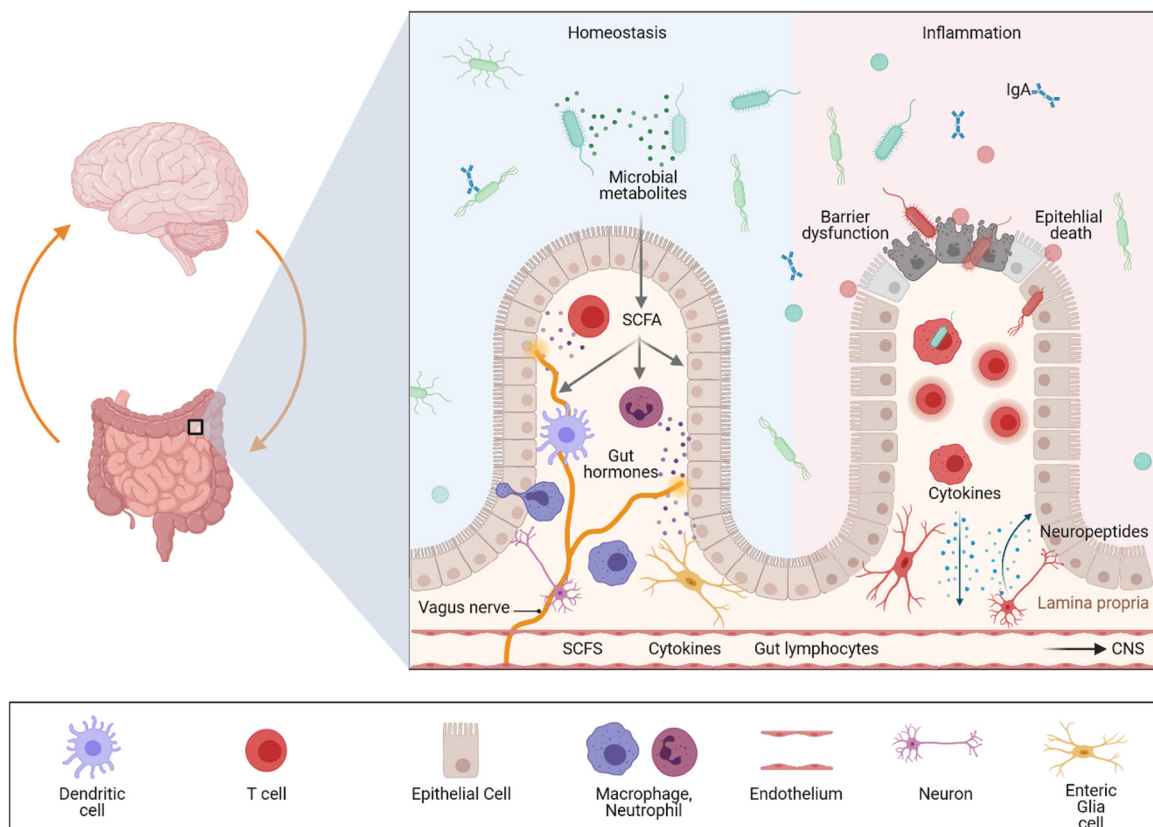 Homeostasis
Inflammation
IgA
Microbial
metabolites
Barrier
dysfunction
Epitehlial
death
SCFA
Gut
hormones
Cytokines
Neuropeptides
Vagus nerve
Lamina propria
SCFS
Cytokines
Gut lymphocytes
CNS
Dendritic
cell
T cell
Epithelial Cell
Macrophage,
Neutrophil
Endothelium
Neuron
Enteric
Glia
cell